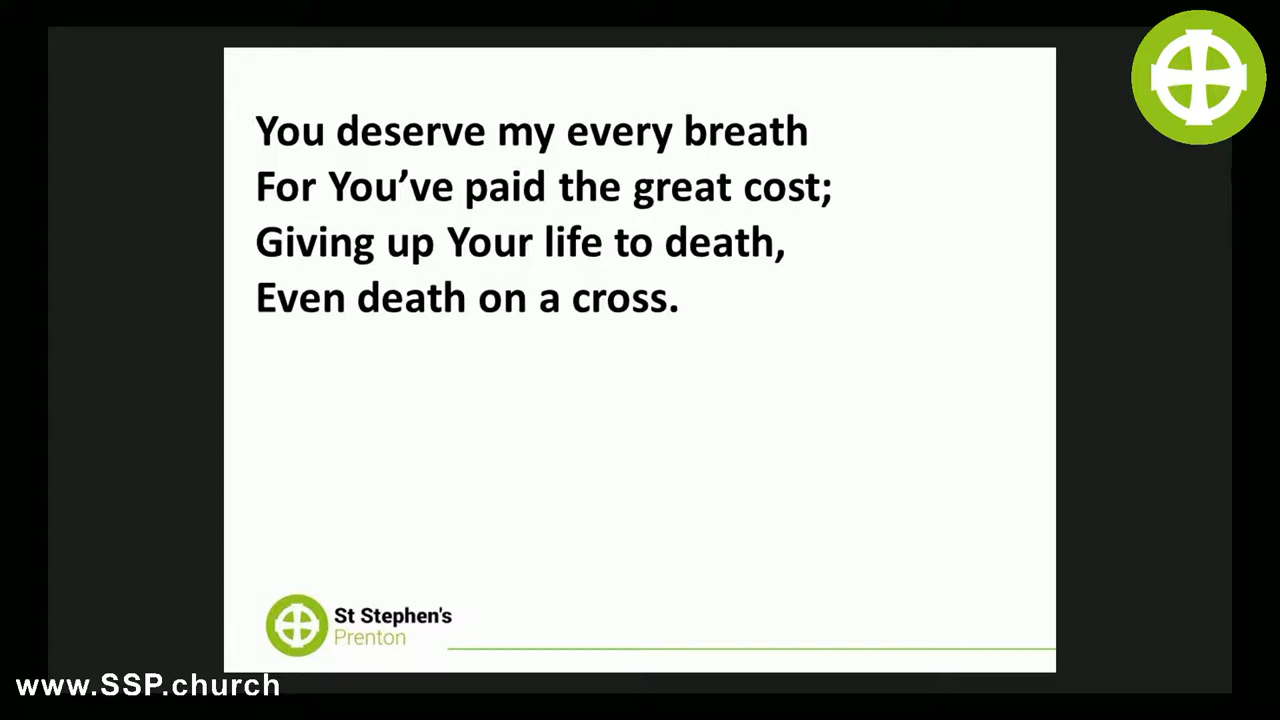 You deserve my every breath
For You’ve paid the great cost;
Giving up Your life to death,
Even death on a cross.
St Stephen's
Prenton
www.SSP.church